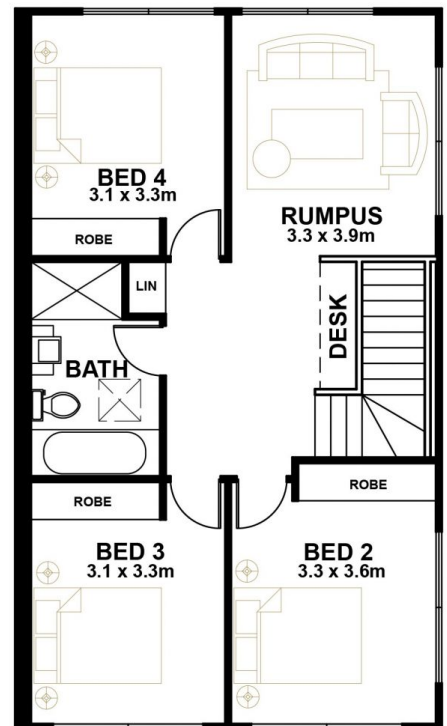 BED 4
3.1 x 3.3m
ROBE
RUMPUS
3.3 x 3.9m
LIN
DESK
BATH
ROBE
ROBE
BED 3
3.1 x 3.3m
BED 2
3.3 x 3.6m